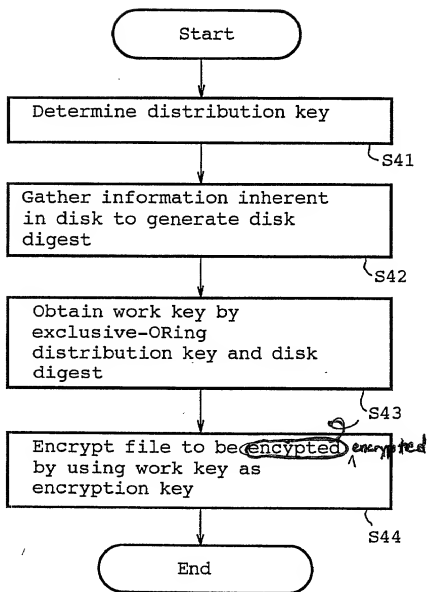 Start
Determine distribution key
S41
Gather information inherent
in disk to generate disk
digest
S42
Obtain work key by
exclusive-ORing
distribution key and disk
digest
S43
Encrypt file to be encypted encrypted
by using work key as
encryption key
S44
End